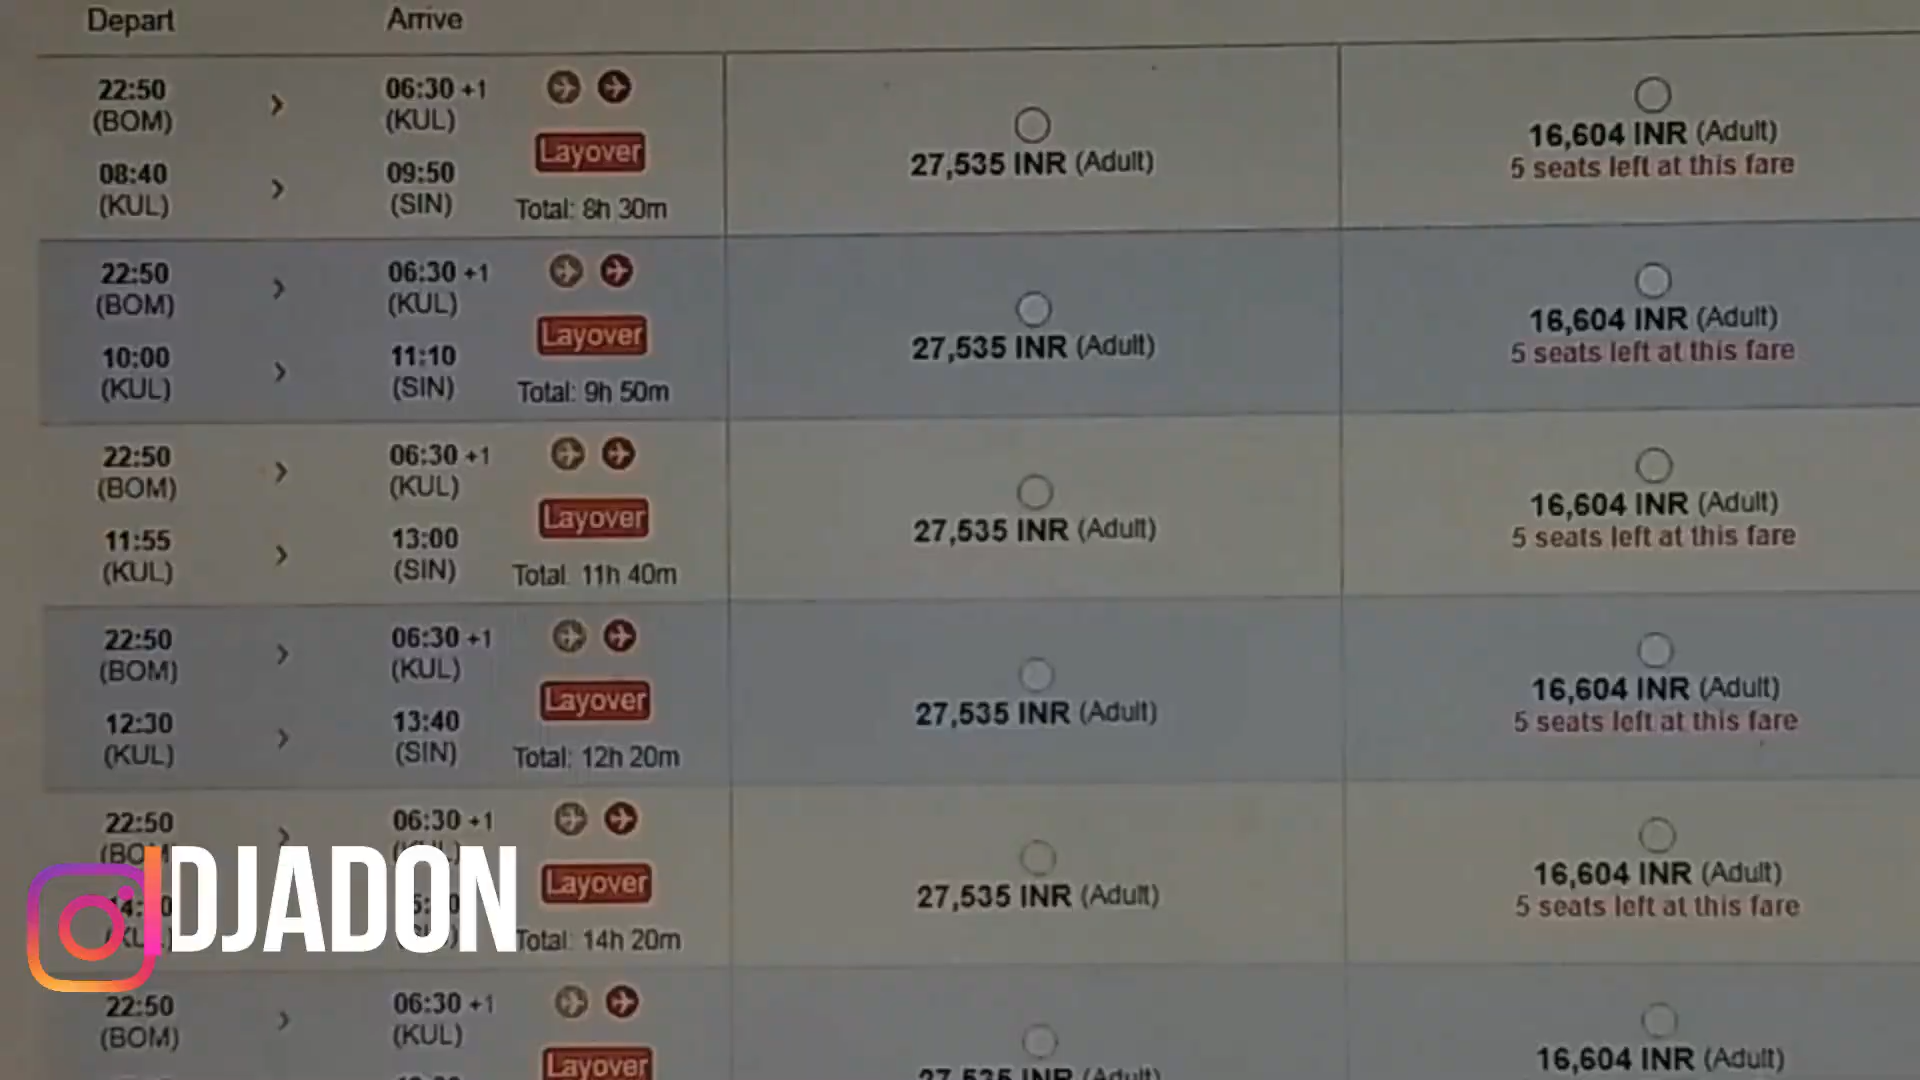 Depart Arrive
22:50 06:30 +1
(BOM) (KUL)
Layover
08:40 09:50
(KUL) (SIN)
Total: 8h 30m
27,535 INR (Adult)
16,604 INR (Adult)
5 seats left at this fare
22:50 06:30 +1
(BOM) (KUL)
Layover
10:00 11:10
(KUL) (SIN)
Total: 9h 50m
27,535 INR (Adult)
16,604 INR (Adult)
5 seats left at this fare
22:50 06:30 +1
(BOM) (KUL)
Layover
11:55 13:00
(KUL) (SIN)
Total: 11h 40m
27,535 INR (Adult)
16,604 INR (Adult)
5 seats left at this fare
22:50 06:30 +1
(BOM) (KUL)
Layover
12:30 13:40
(KUL) (SIN)
Total: 12h 20m
27,535 INR (Adult)
16,604 INR (Adult)
5 seats left at this fare
22:50 06:30 +1
Layover
Total: 14h 20m
27,535 INR (Adult)
16,604 INR (Adult)
5 seats left at this fare
DJADON
22:50 06:30 +1
(BOM) (KUL)
Layover
27,535 INR (Adult)
16,604 INR (Adult)